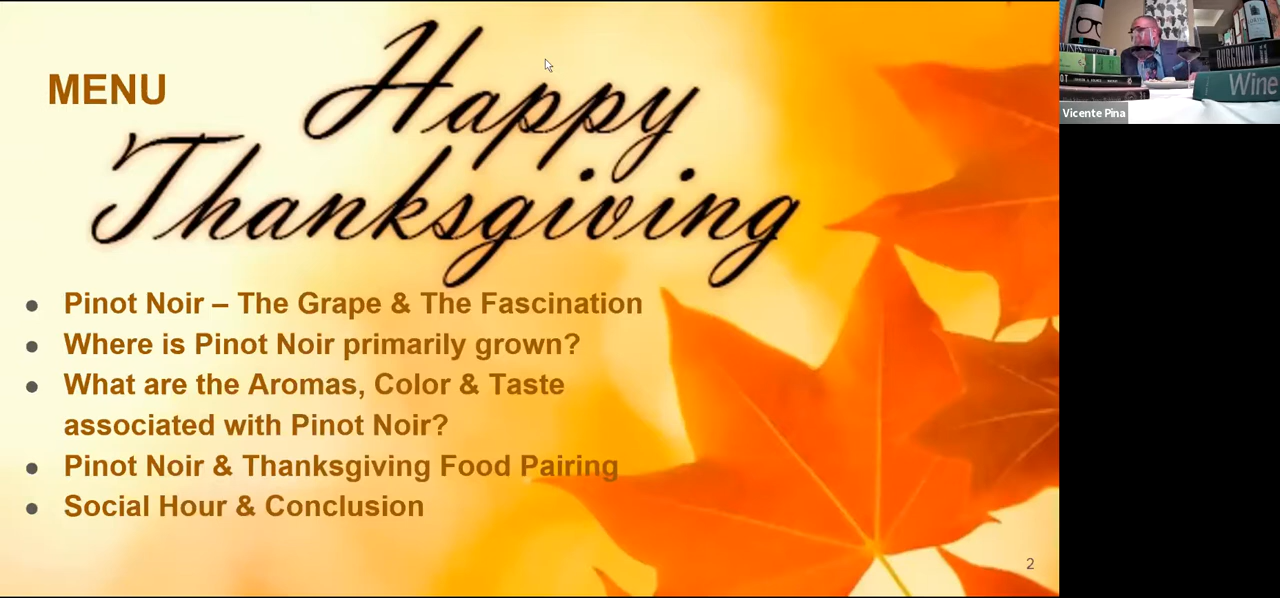 MENU
Happy
Thanksgiving
● Pinot Noir – The Grape & The Fascination
● Where is Pinot Noir primarily grown?
● What are the Aromas, Color & Taste
associated with Pinot Noir?
● Pinot Noir & Thanksgiving Food Pairing
● Social Hour & Conclusion
2
Wine
Vicente Pina